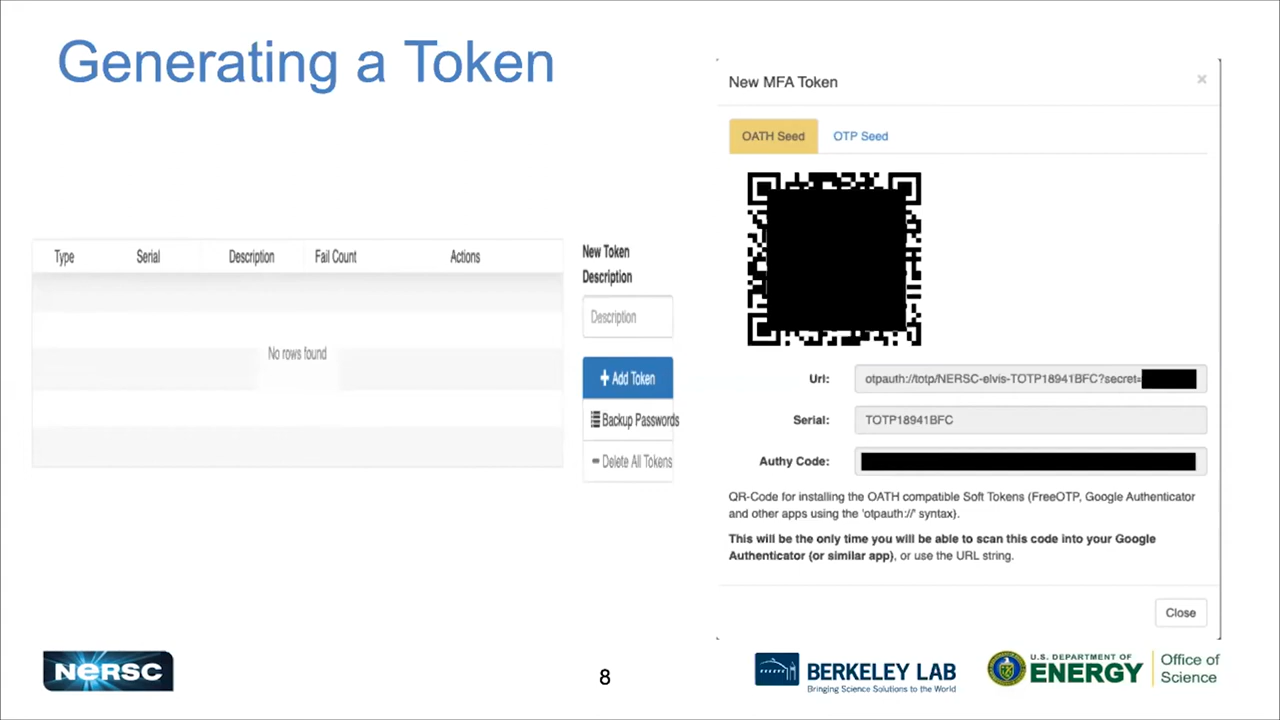 Generating a Token
Type Serial Description Fail Count Actions
No rows found
New Token
Description
Description
+ Add Token
Backup Passwords
Delete All Tokens
New MFA Token ×
OATH Seed OTP Seed
Url: otpauth://totp/NERSC-elvis-TOTP18941BFC?secret=
Serial: TOTP18941BFC
Authy Code:
QR-Code for installing the OATH compatible Soft Tokens (FreeOTP, Google Authenticator
and other apps using the 'otpauth://' syntax).
This will be the only time you will be able to scan this code into your Google
Authenticator (or similar app), or use the URL string.
Close
NERSC
8
BERKELEY LAB
Bringing Science Solutions to the World
U.S. DEPARTMENT OF
ENERGY
Office of
Science